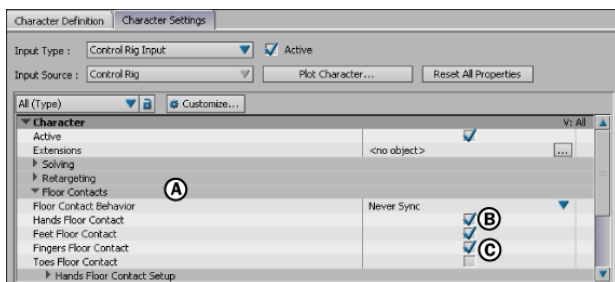 Character Definition Character Settings
Input Type : Control Rig Input Active
Input Source : Control Rig Plot Character... Reset All Properties
All (Type) Customize...
Character V: All
Active
Extensions <no object> ...
Solving
Retargeting
Floor Contacts A
Floor Contact Behavior Never Sync
Hands Floor Contact B
Feet Floor Contact
Fingers Floor Contact C
Toes Floor Contact
Hands Floor Contact Setup